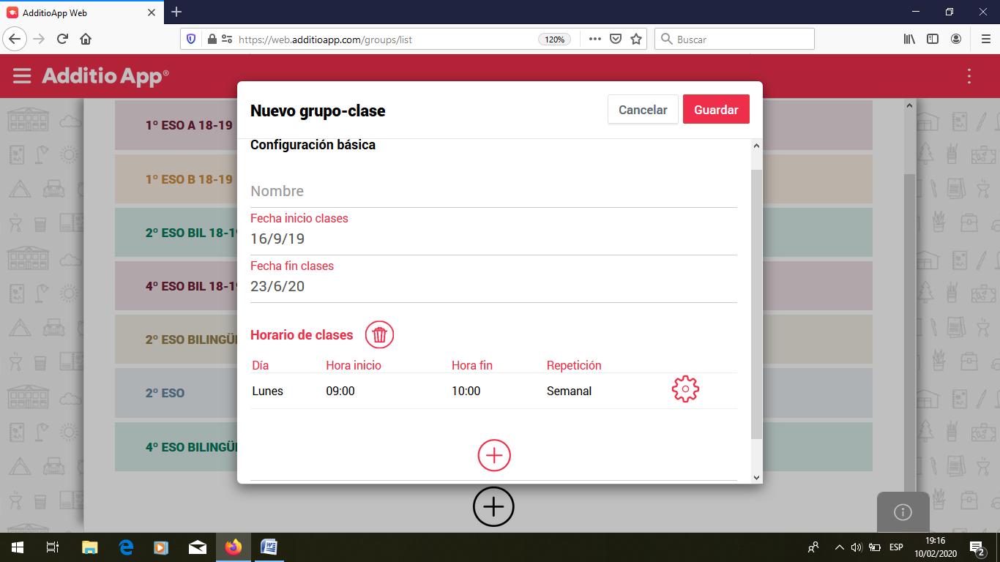 AdditioApp Web
https://web.additioapp.com/groups/list
120%
Buscar
Additio App®
1º ESO A 18-19
1º ESO B 18-19
2º ESO BIL 18-19
4º ESO BIL 18-19
2º ESO BILINGÜ
2º ESO
4º ESO BILINGÜ
Nuevo grupo-clase
Cancelar
Guardar
Configuración básica
Nombre
Fecha inicio clases
16/9/19
Fecha fin clases
23/6/20
Horario de clases
Día Hora inicio Hora fin Repetición
Lunes 09:00 10:00 Semanal
ESP
19:16
10/02/2020
2